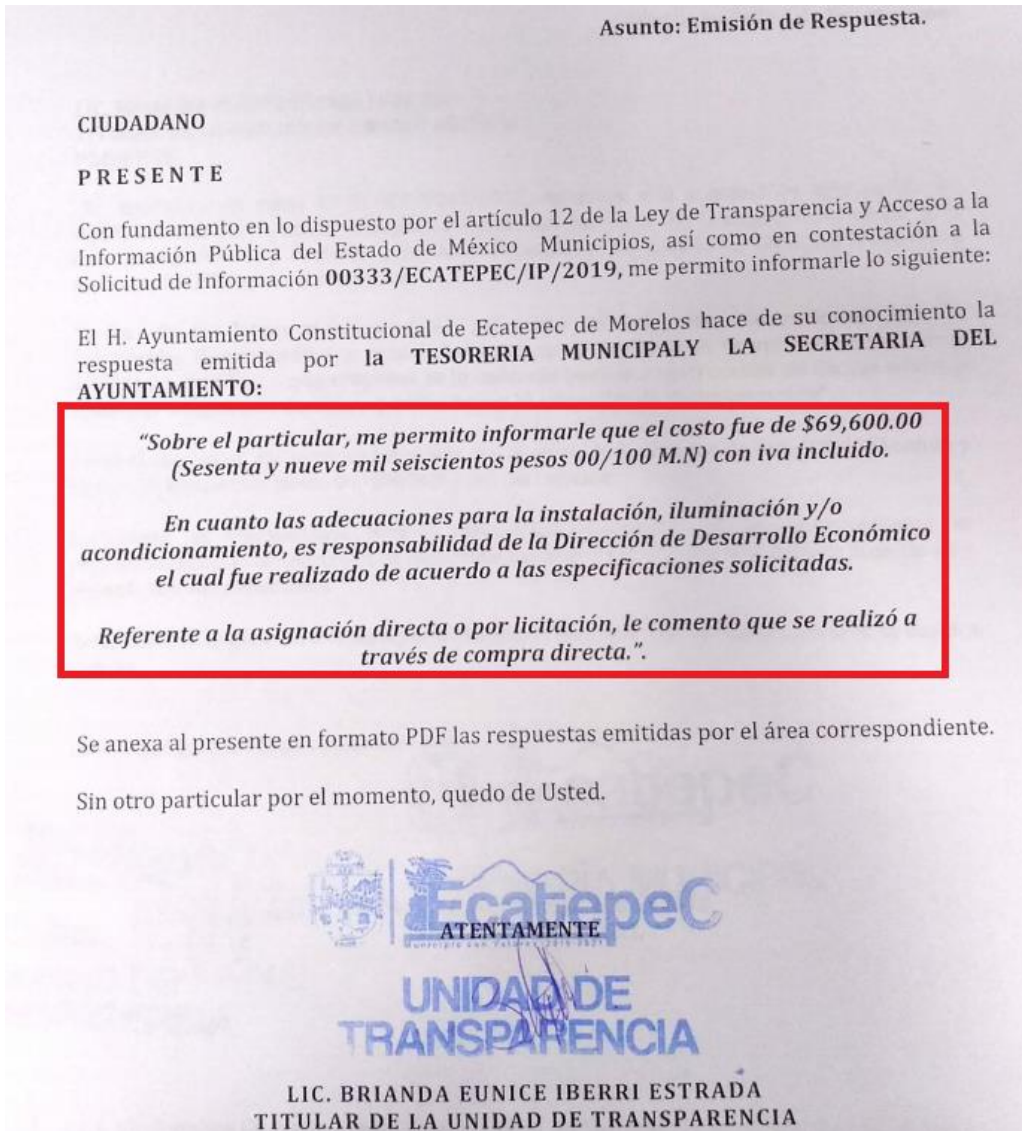 Asunto: Emisión de Respuesta.
CIUDADANO
P R E S E N T E
Con fundamento en lo dispuesto por el artículo 12 de la Ley de Transparencia y Acceso a la
Información Pública del Estado de México Municipios, así como en contestación a la
Solicitud de Información 00333/ECATEPEC/IP/2019, me permito informarle lo siguiente:
El H. Ayuntamiento Constitucional de Ecatepec de Morelos hace de su conocimiento la
respuesta emitida por la TESORERIA MUNICIPALY LA SECRETARIA DEL
AYUNTAMIENTO:
“Sobre el particular, me permito informarle que el costo fue de $69,600.00
(Sesenta y nueve mil seiscientos pesos 00/100 M.N) con iva incluido.
En cuanto las adecuaciones para la instalación, iluminación y/o
acondicionamiento, es responsabilidad de la Dirección de Desarrollo Económico
el cual fue realizado de acuerdo a las especificaciones solicitadas.
Referente a la asignación directa o por licitación, le comento que se realizó a
través de compra directa.”.
Se anexa al presente en formato PDF las respuestas emitidas por el área correspondiente.
Sin otro particular por el momento, quedo de Usted.
EcatepeC
ATENTAMENTE
UNIDAD DE
TRANSPARENCIA
LIC. BRIANDA EUNICE IBERRI ESTRADA
TITULAR DE LA UNIDAD DE TRANSPARENCIA